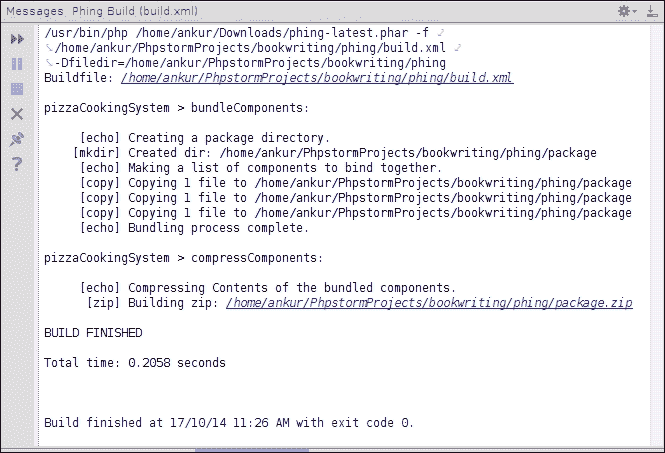 Messages Phing Build (build.xml)
/usr/bin/php /home/ankur/Downloads/phing-latest.phar -f
/home/ankur/PhpstormProjects/bookwriting/phing/build.xml
-Dfiledir=/home/ankur/PhpstormProjects/bookwriting/phing
Buildfile: /home/ankur/PhpstormProjects/bookwriting/phing/build.xml
pizzaCookingSystem > bundleComponents:
[echo] Creating a package directory.
[mkdir] Created dir: /home/ankur/PhpstormProjects/bookwriting/phing/package
[echo] Making a list of components to bind together.
[copy] Copying 1 file to /home/ankur/PhpstormProjects/bookwriting/phing/package
[copy] Copying 1 file to /home/ankur/PhpstormProjects/bookwriting/phing/package
[copy] Copying 1 file to /home/ankur/PhpstormProjects/bookwriting/phing/package
[echo] Bundling process complete.
pizzaCookingSystem > compressComponents:
[echo] Compressing Contents of the bundled components.
[zip] Building zip: /home/ankur/PhpstormProjects/bookwriting/phing/package.zip
BUILD FINISHED
Total time: 0.2058 seconds
Build finished at 17/10/14 11:26 AM with exit code 0.